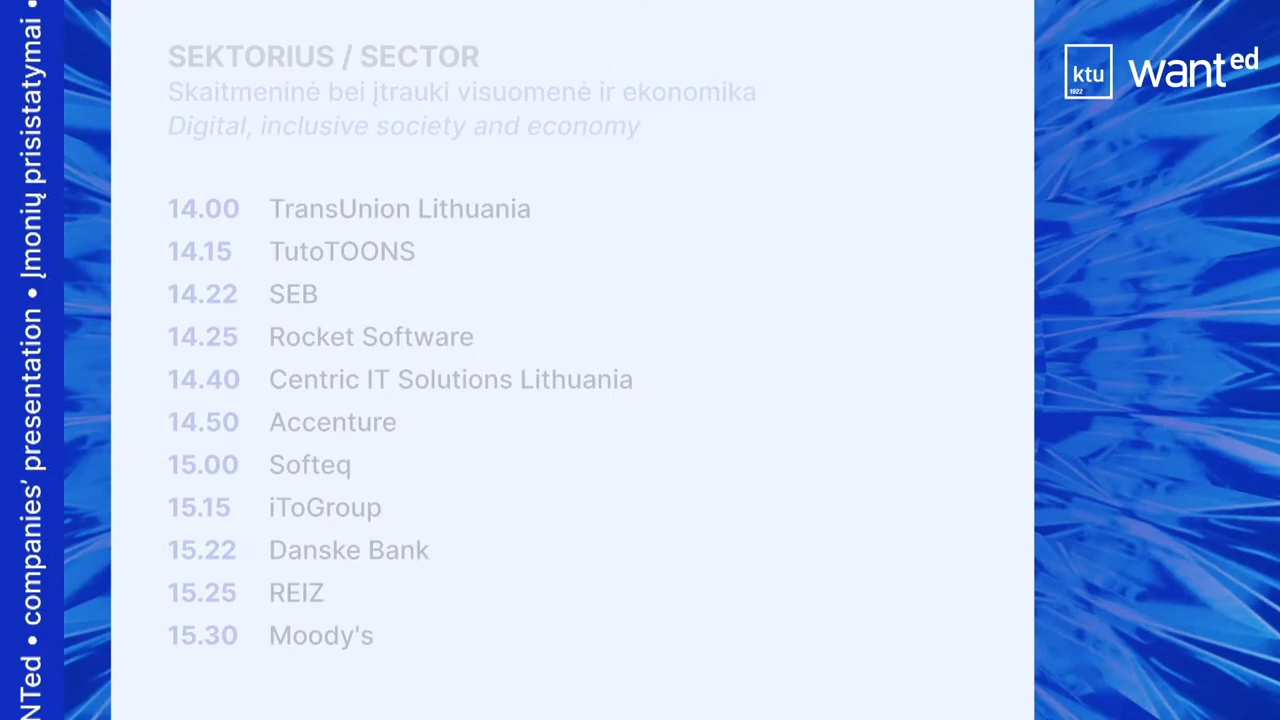 SEKTORIUS / SECTOR
Skaitmeninė bei įtrauki visuomenė ir ekonomika
Digital, inclusive society and economy
14.00 TransUnion Lithuania
14.15 TutoTOONS
14.22 SEB
14.25 Rocket Software
14.40 Centric IT Solutions Lithuania
14.50 Accenture
15.00 Softeq
15.15 iToGroup
15.22 Danske Bank
15.25 REIZ
15.30 Moody's
NTed • companies’ presentation • Įmonių prisistatymai •
ktu
1922
wanted